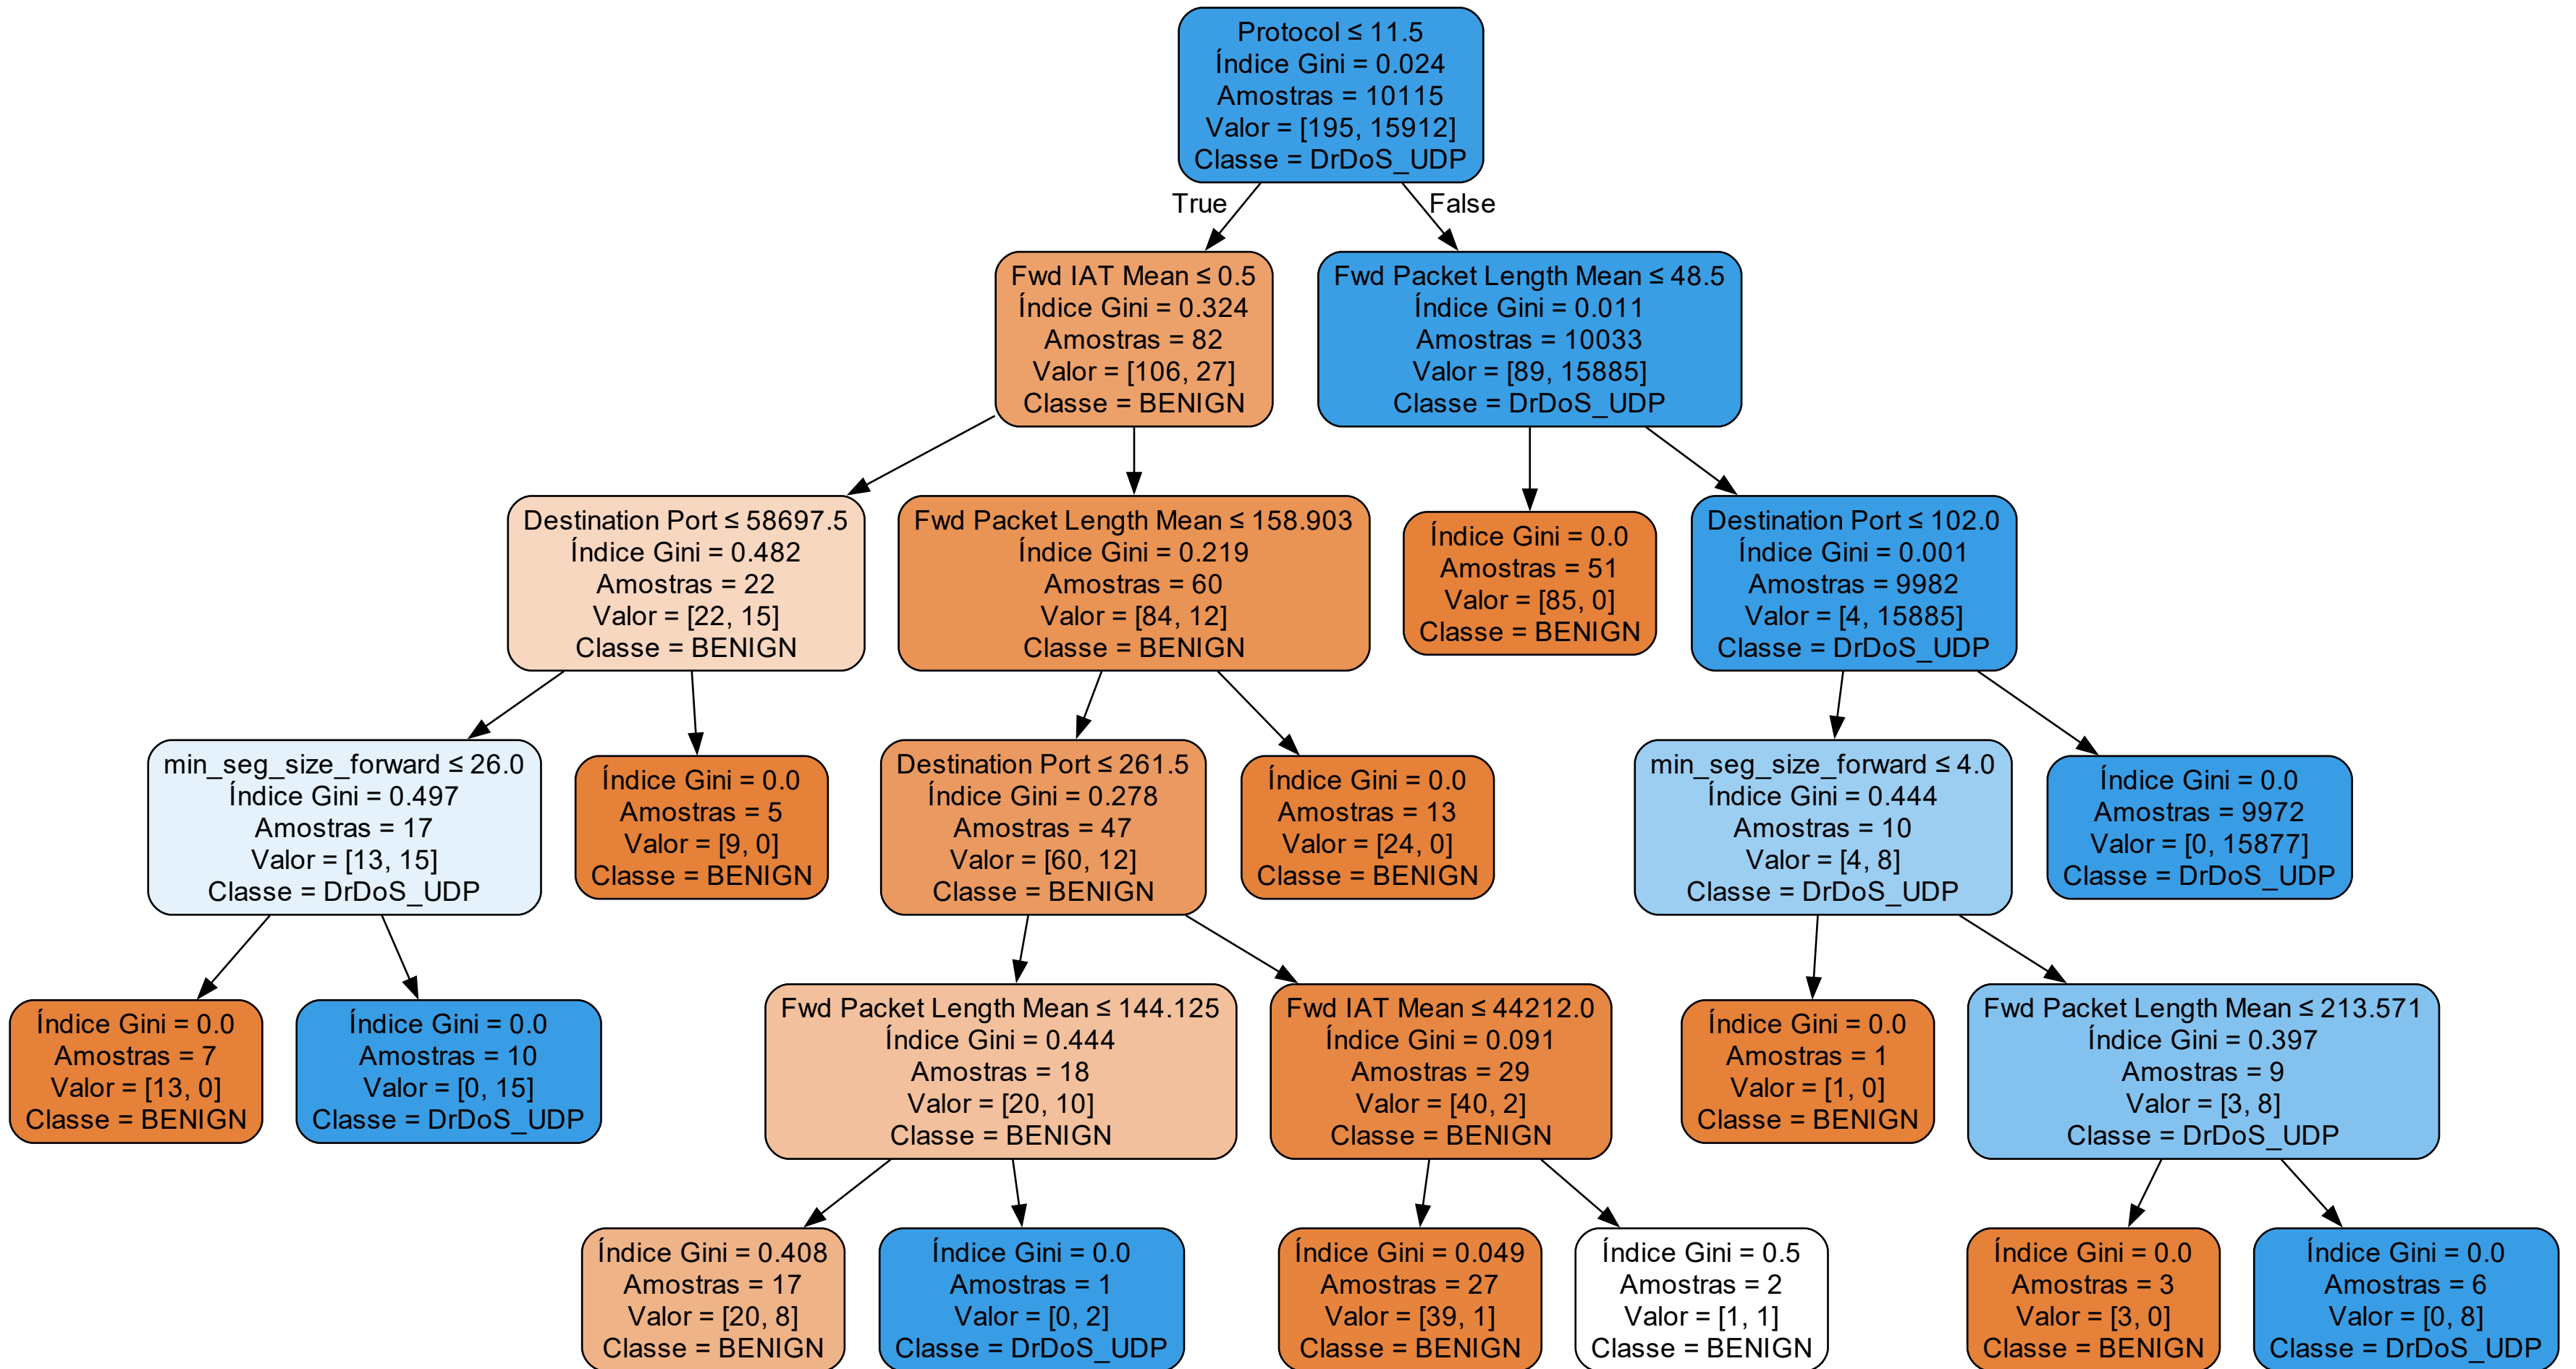 Protocol ≤ 11.5
Índice Gini = 0.024
Amostras = 10115
Valor = [195, 15912]
Classe = DrDoS_UDP
True
False
Fwd IAT Mean ≤ 0.5
Índice Gini = 0.324
Amostras = 82
Valor = [106, 27]
Classe = BENIGN
Fwd Packet Length Mean ≤ 48.5
Índice Gini = 0.011
Amostras = 10033
Valor = [89, 15885]
Classe = DrDoS_UDP
Destination Port ≤ 58697.5
Índice Gini = 0.482
Amostras = 22
Valor = [22, 15]
Classe = BENIGN
Fwd Packet Length Mean ≤ 158.903
Índice Gini = 0.219
Amostras = 60
Valor = [84, 12]
Classe = BENIGN
Índice Gini = 0.0
Amostras = 51
Valor = [85, 0]
Classe = BENIGN
Destination Port ≤ 102.0
Índice Gini = 0.001
Amostras = 9982
Valor = [4, 15885]
Classe = DrDoS_UDP
min_seg_size_forward ≤ 26.0
Índice Gini = 0.497
Amostras = 17
Valor = [13, 15]
Classe = DrDoS_UDP
Índice Gini = 0.0
Amostras = 5
Valor = [9, 0]
Classe = BENIGN
Destination Port ≤ 261.5
Índice Gini = 0.278
Amostras = 47
Valor = [60, 12]
Classe = BENIGN
Índice Gini = 0.0
Amostras = 13
Valor = [24, 0]
Classe = BENIGN
min_seg_size_forward ≤ 4.0
Índice Gini = 0.444
Amostras = 10
Valor = [4, 8]
Classe = DrDoS_UDP
Índice Gini = 0.0
Amostras = 9972
Valor = [0, 15877]
Classe = DrDoS_UDP
Índice Gini = 0.0
Amostras = 7
Valor = [13, 0]
Classe = BENIGN
Índice Gini = 0.0
Amostras = 10
Valor = [0, 15]
Classe = DrDoS_UDP
Fwd Packet Length Mean ≤ 144.125
Índice Gini = 0.444
Amostras = 18
Valor = [20, 10]
Classe = BENIGN
Fwd IAT Mean ≤ 44212.0
Índice Gini = 0.091
Amostras = 29
Valor = [40, 2]
Classe = BENIGN
Índice Gini = 0.0
Amostras = 1
Valor = [1, 0]
Classe = BENIGN
Fwd Packet Length Mean ≤ 213.571
Índice Gini = 0.397
Amostras = 9
Valor = [3, 8]
Classe = DrDoS_UDP
Índice Gini = 0.408
Amostras = 17
Valor = [20, 8]
Classe = BENIGN
Índice Gini = 0.0
Amostras = 1
Valor = [0, 2]
Classe = DrDoS_UDP
Índice Gini = 0.049
Amostras = 27
Valor = [39, 1]
Classe = BENIGN
Índice Gini = 0.5
Amostras = 2
Valor = [1, 1]
Classe = BENIGN
Índice Gini = 0.0
Amostras = 3
Valor = [3, 0]
Classe = BENIGN
Índice Gini = 0.0
Amostras = 6
Valor = [0, 8]
Classe = DrDoS_UDP